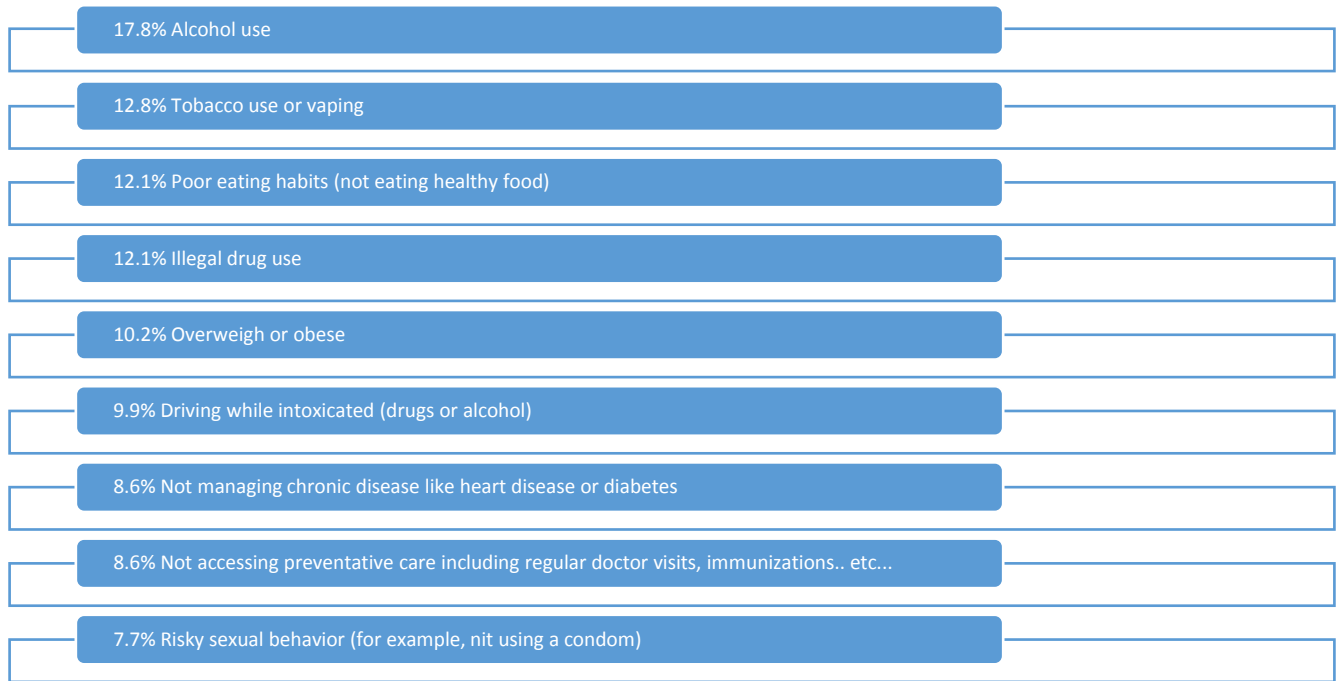 17.8% Alcohol use
12.8% Tobacco use or vaping
12.1% Poor eating habits (not eating healthy food)
12.1% Illegal drug use
10.2% Overweigh or obese
9.9% Driving while intoxicated (drugs or alcohol)
8.6% Not managing chronic disease like heart disease or diabetes
8.6% Not accessing preventative care including regular doctor visits, immunizations.. etc...
7.7% Risky sexual behavior (for example, nit using a condom)